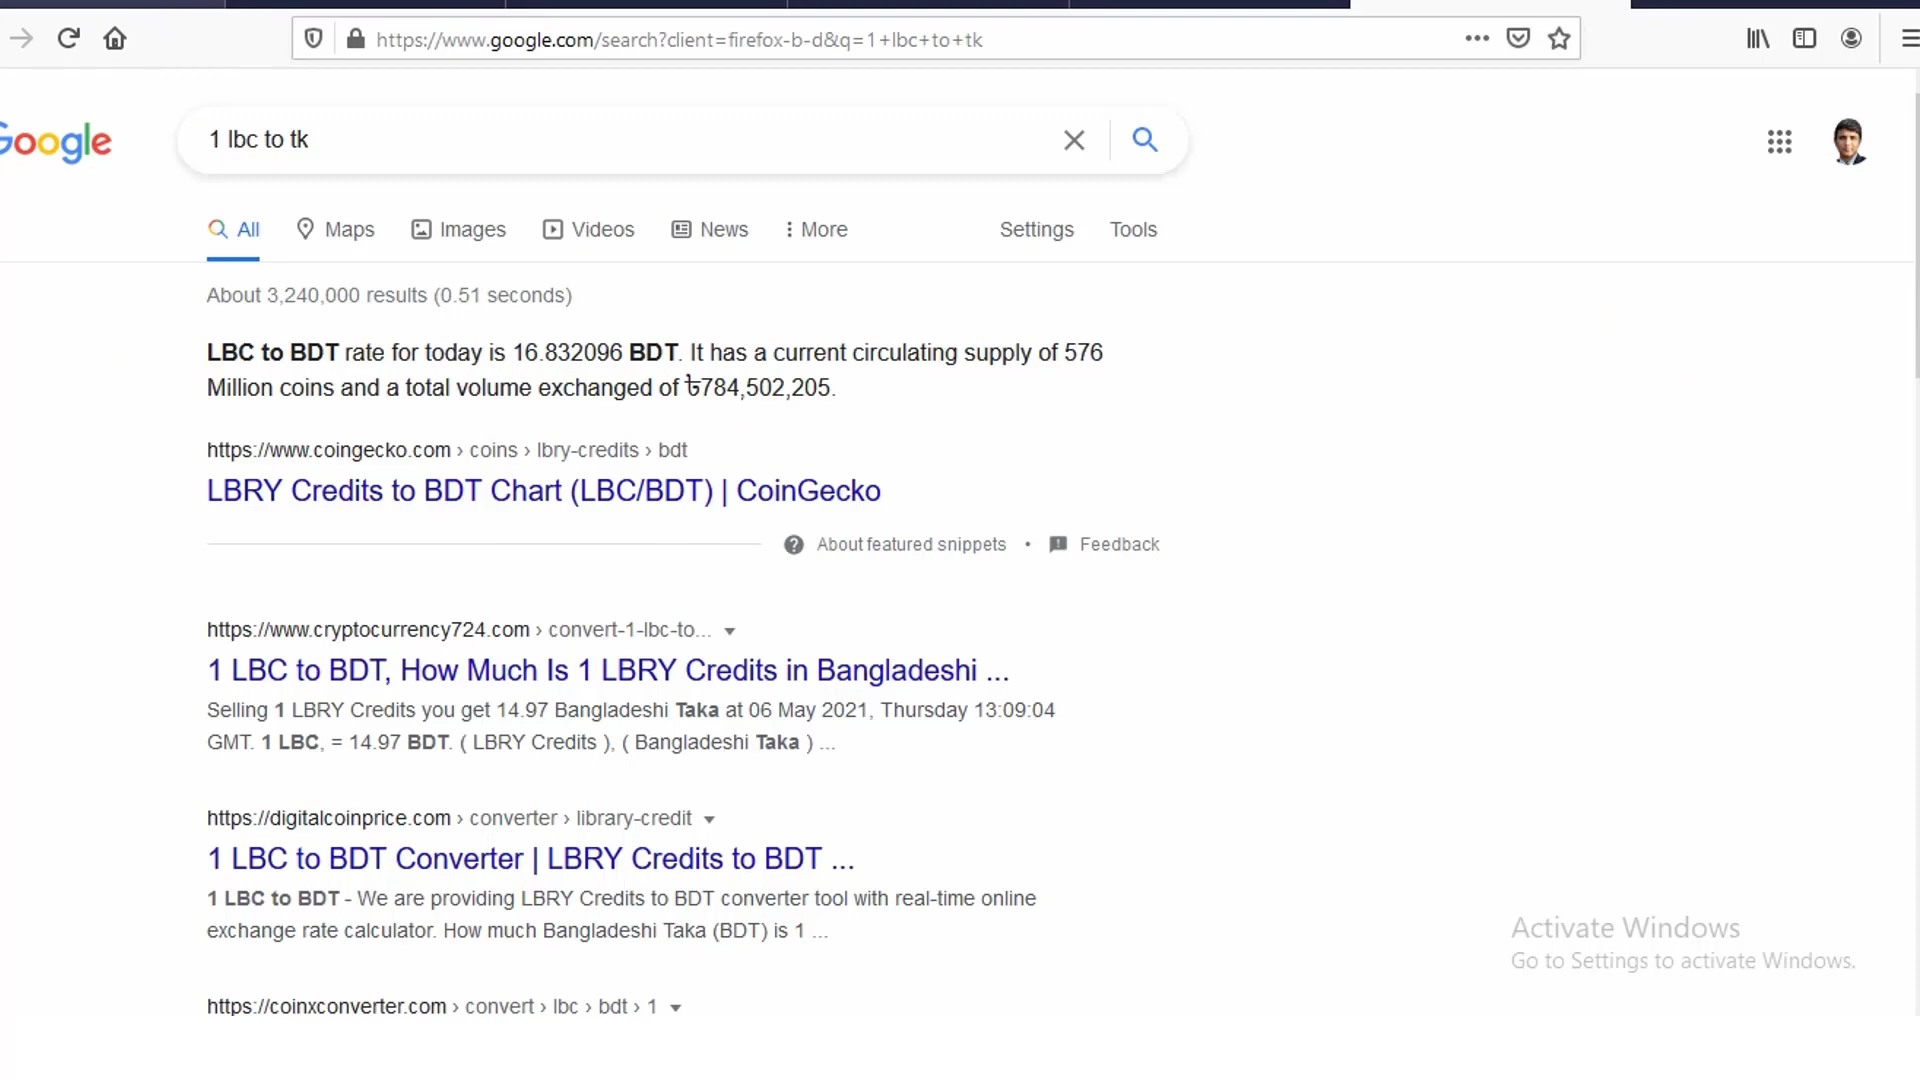 https://www.google.com/search?client=firefox-b-d&q=1+lbc+to+tk
Google
1 lbc to tk
All Maps Images Videos News More Settings Tools
About 3,240,000 results (0.51 seconds)
LBC to BDT rate for today is 16.832096 BDT. It has a current circulating supply of 576
Million coins and a total volume exchanged of ৳784,502,205.
https://www.coingecko.com › coins › lbry-credits › bdt
LBRY Credits to BDT Chart (LBC/BDT) | CoinGecko
About featured snippets • Feedback
https://www.cryptocurrency724.com › convert-1-lbc-to...
1 LBC to BDT, How Much Is 1 LBRY Credits in Bangladeshi ...
Selling 1 LBRY Credits you get 14.97 Bangladeshi Taka at 06 May 2021, Thursday 13:09:04
GMT. 1 LBC, = 14.97 BDT. ( LBRY Credits ), ( Bangladeshi Taka ) ...
https://digitalcoinprice.com › converter › library-credit
1 LBC to BDT Converter | LBRY Credits to BDT ...
1 LBC to BDT - We are providing LBRY Credits to BDT converter tool with real-time online
exchange rate calculator. How much Bangladeshi Taka (BDT) is 1 ...
Activate Windows
Go to Settings to activate Windows.
https://coinxconverter.com › convert › lbc › bdt › 1